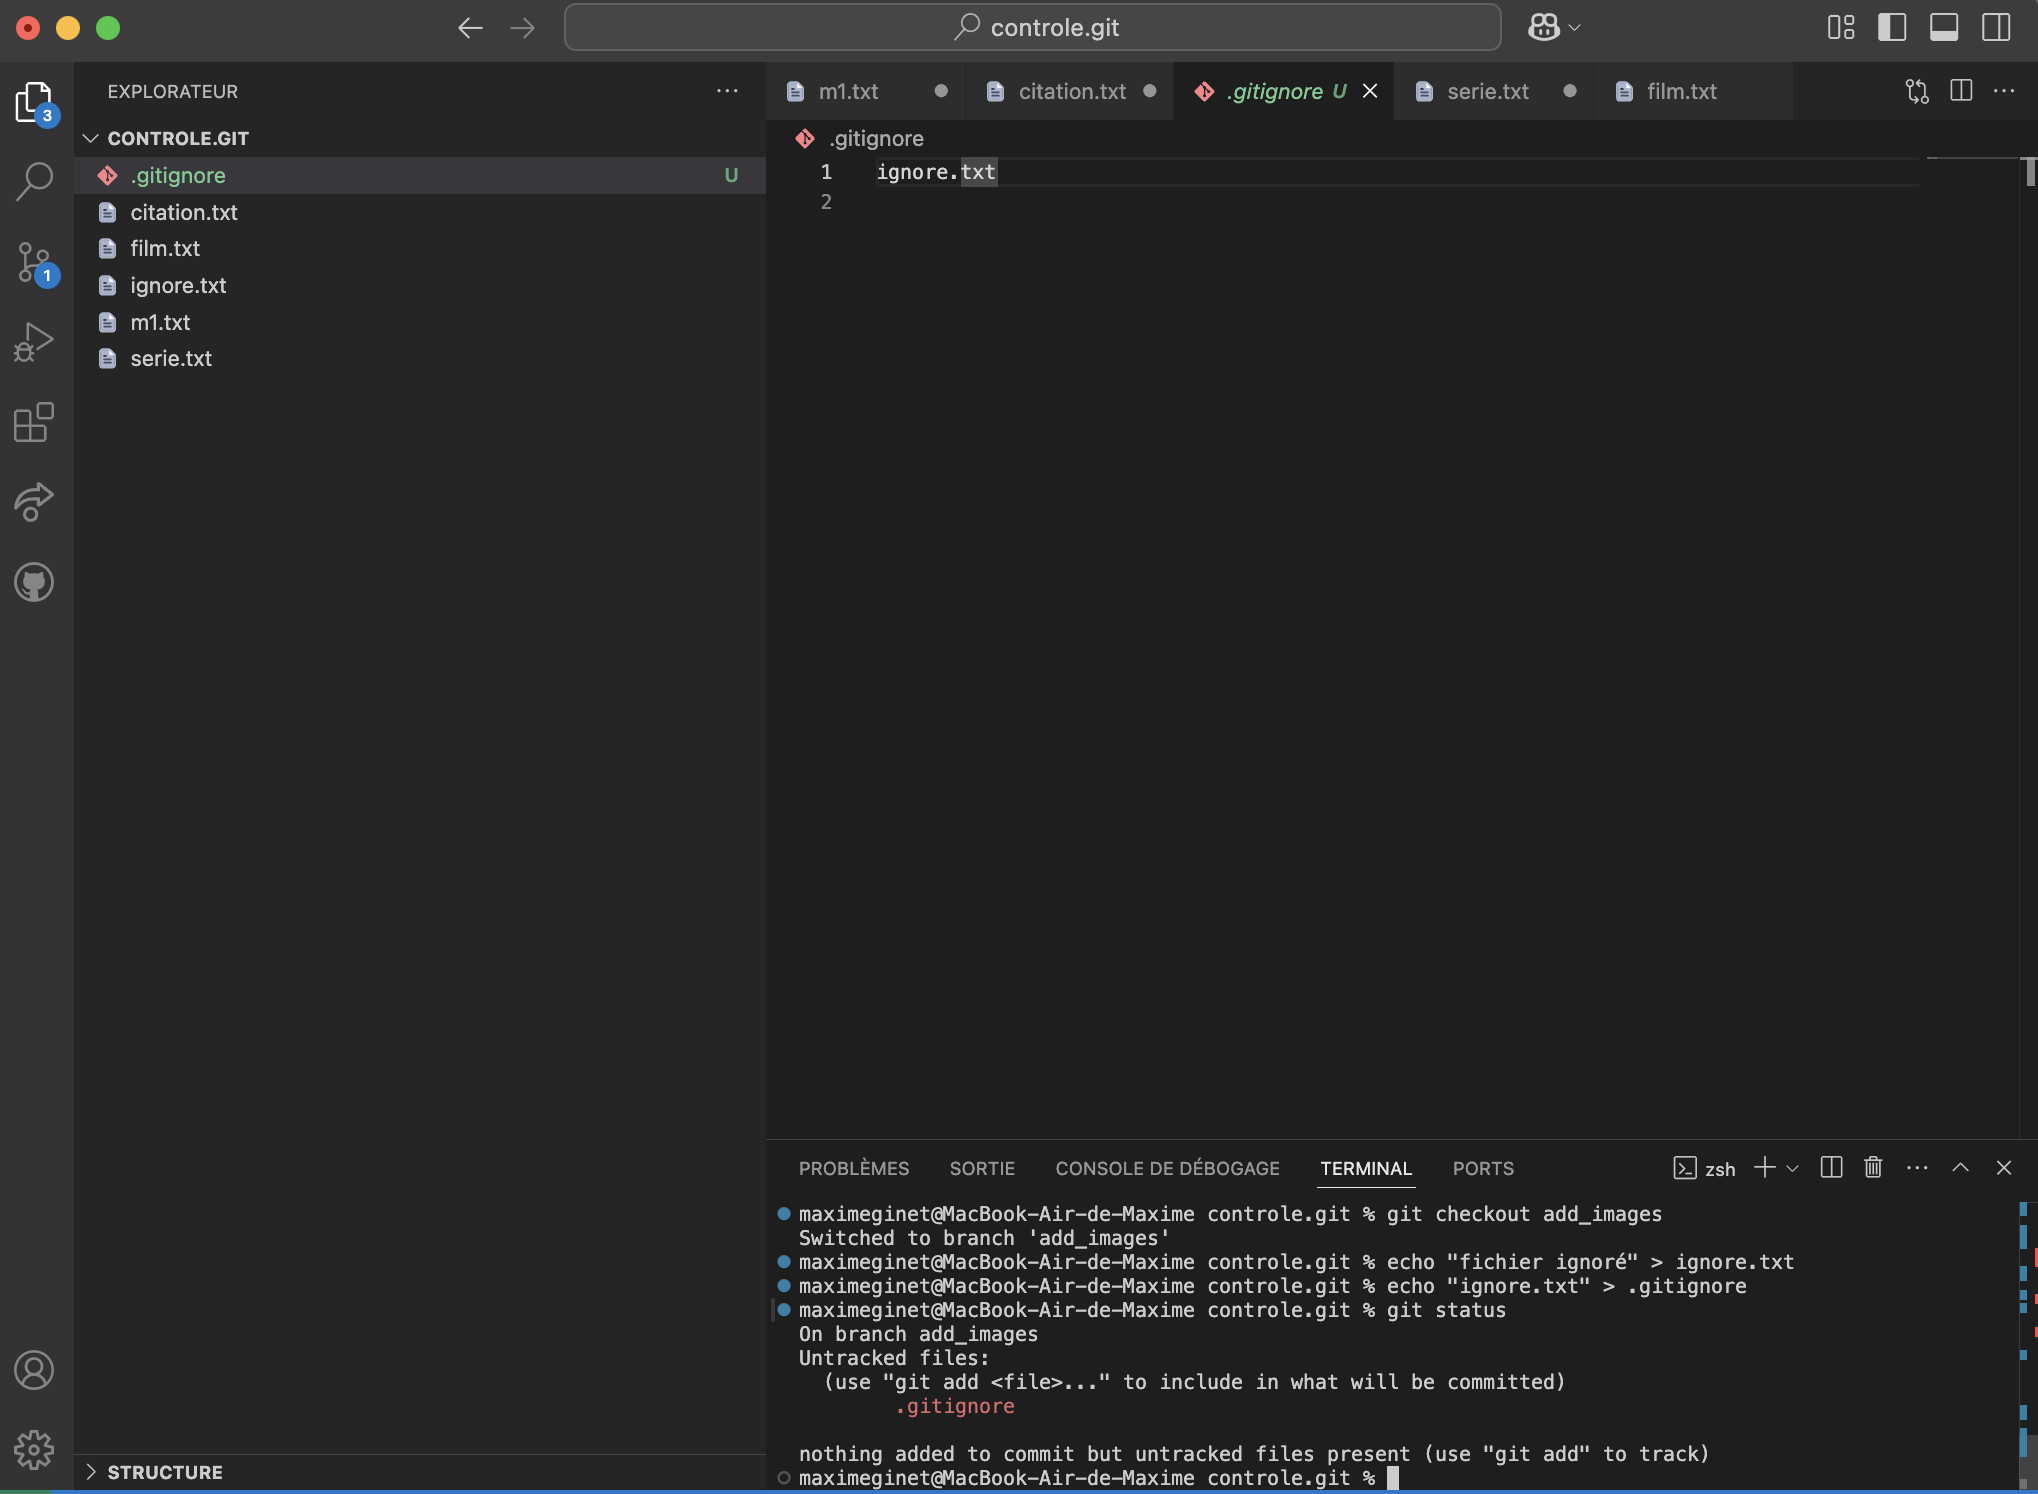 controle.git
3
1
EXPLORATEUR
CONTROLE.GIT
.gitignore U
citation.txt
film.txt
ignore.txt
m1.txt
serie.txt
STRUCTURE
m1.txt
citation.txt
.gitignore U
serie.txt
film.txt
.gitignore
1 ignore.txt
2
PROBLÈMES SORTIE CONSOLE DE DÉBOGAGE TERMINAL PORTS
zsh
maximeginet@MacBook-Air-de-Maxime controle.git % git checkout add_images
Switched to branch 'add_images'
maximeginet@MacBook-Air-de-Maxime controle.git % echo "fichier ignoré" > ignore.txt
maximeginet@MacBook-Air-de-Maxime controle.git % echo "ignore.txt" > .gitignore
maximeginet@MacBook-Air-de-Maxime controle.git % git status
On branch add_images
Untracked files:
(use "git add <file>..." to include in what will be committed)
.gitignore
nothing added to commit but untracked files present (use "git add" to track)
maximeginet@MacBook-Air-de-Maxime controle.git %